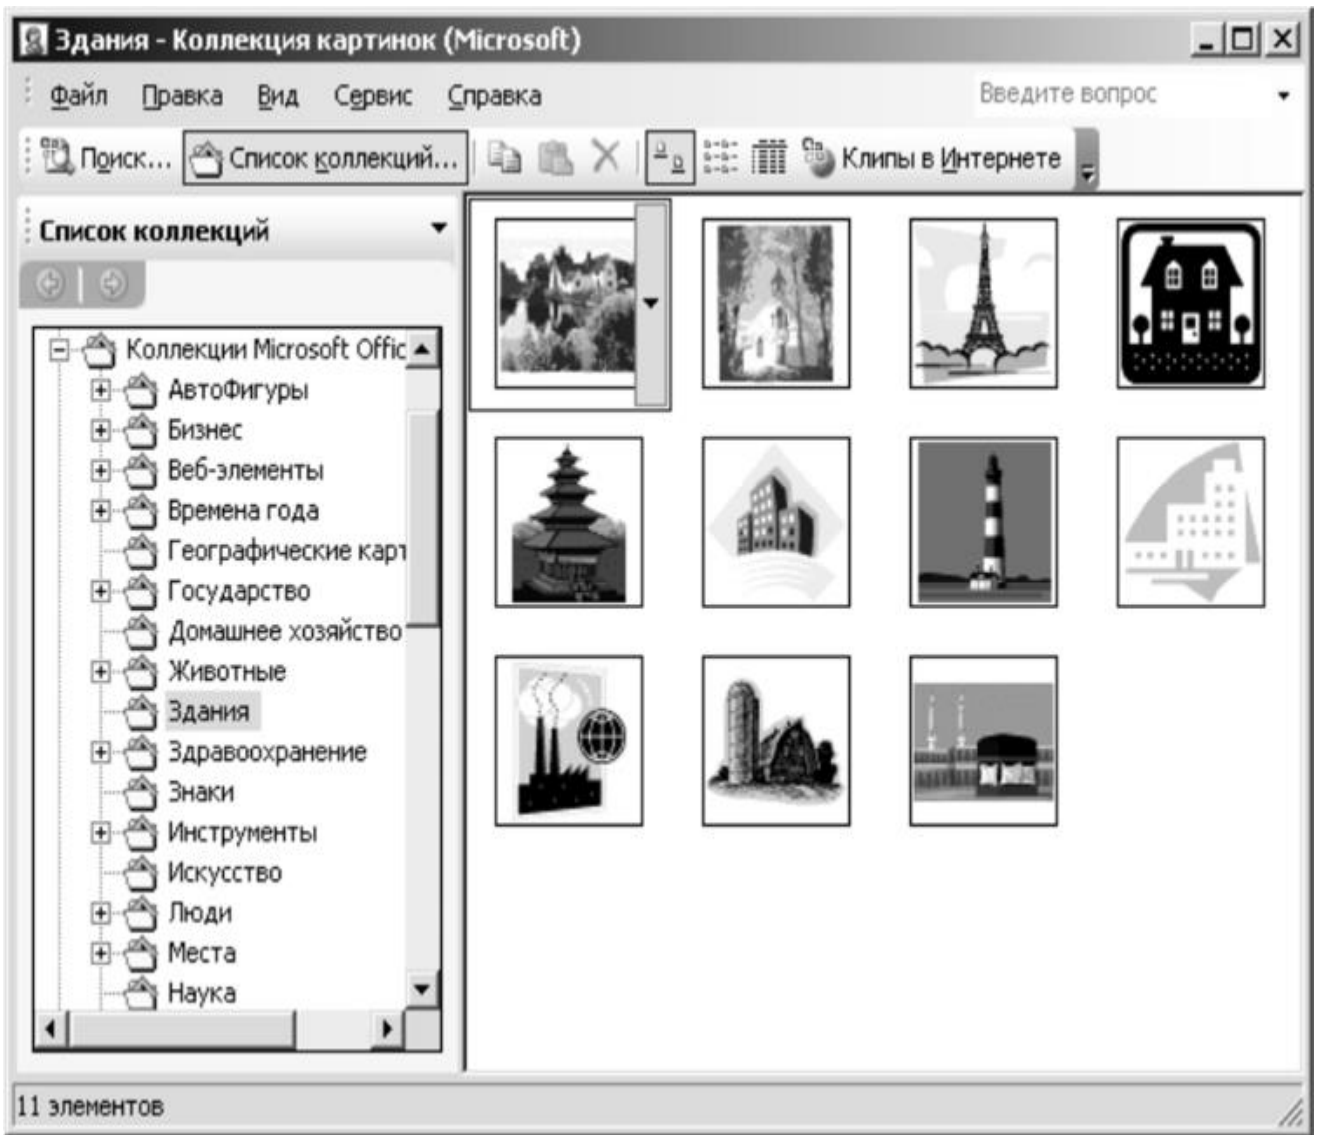 Здания - Коллекция картинок (Microsoft)
Файл Правка Вид Сервис Справка Введите вопрос
Поиск... Список коллекций... Клипы в Интернете
Список коллекций
Коллекции Microsoft Offic
АвтоФигуры
Бизнес
Веб-элементы
Времена года
Географические карт
Государство
Домашнее хозяйство
Животные
Здания
Здравоохранение
Знаки
Инструменты
Искусство
Люди
Места
Наука
11 элементов